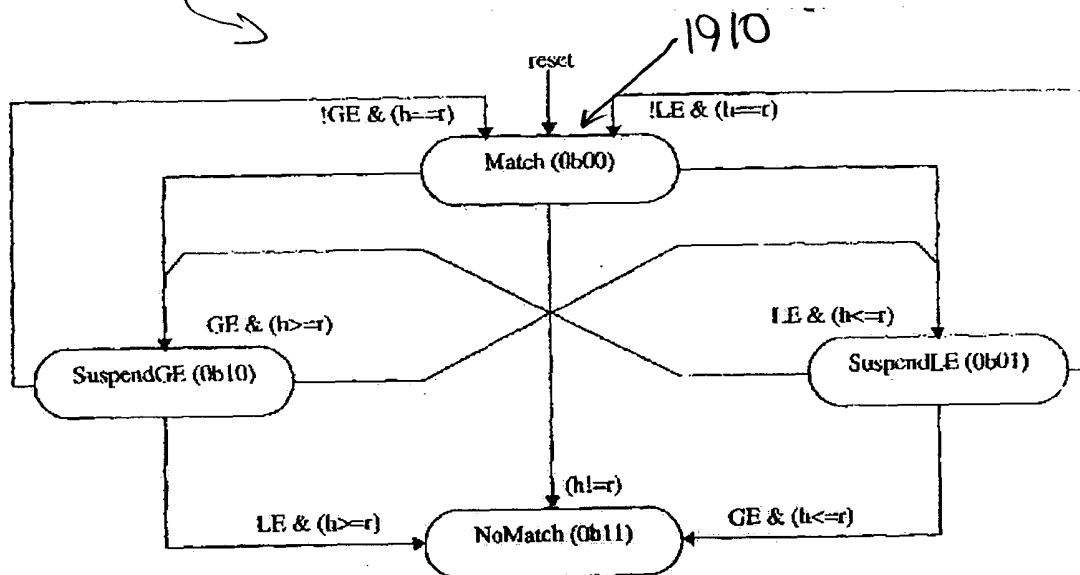 1910
reset
!GE & (h==r)
!LE & (h==r)
Match (0b00)
GE & (h>=r)
LE & (h<=r)
SuspendGE (0b10)
SuspendLE (0b01)
(h!=r)
LE & (h>=r)
GE & (h<=r)
NoMatch (0b11)